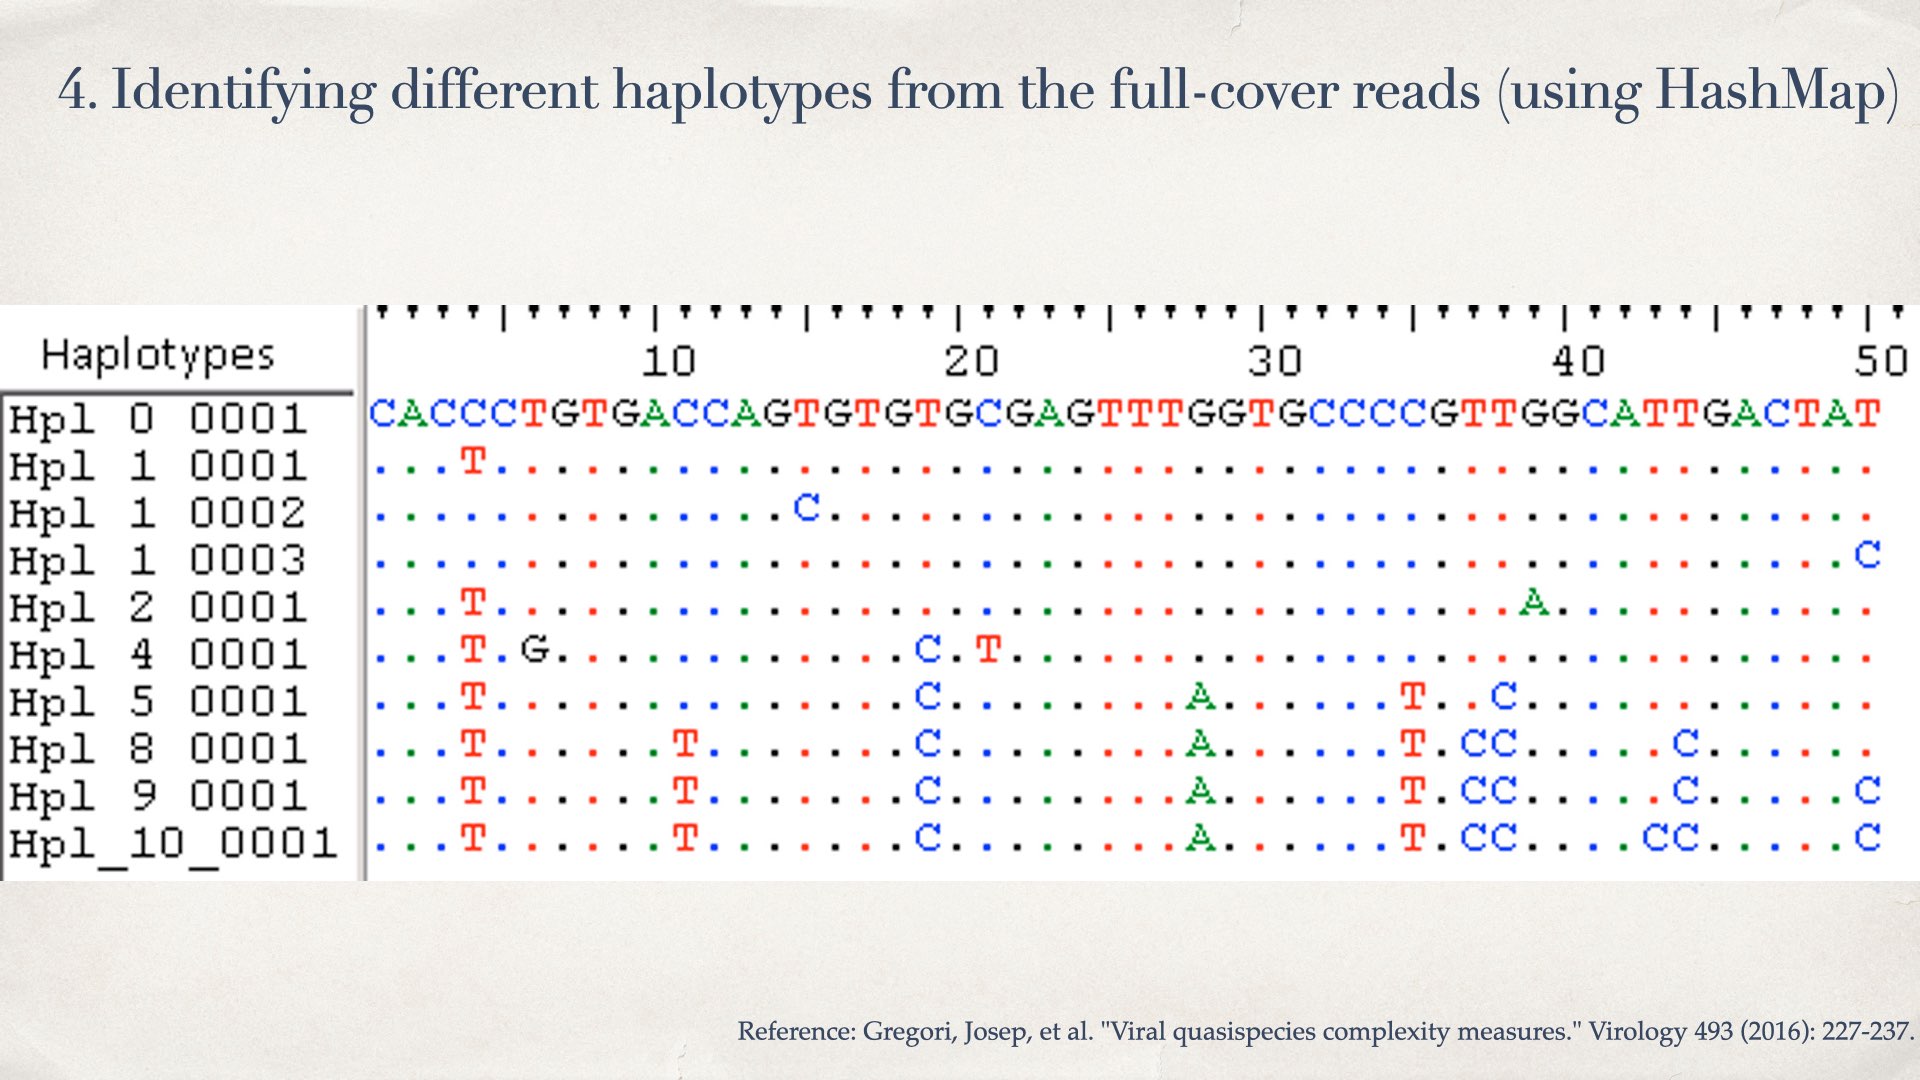 4. Identifying different haplotypes from the full-cover reads (using HashMap)
Haplotypes
10 20 30 40 50
Hpl 0 0001 CACCCTGTGACCAGTGTGTGCGAGTTTGGTGCCCCGTTGGCATTGACTAT
Hpl 1 0001 ...T..............................................
Hpl 1 0002 ..............C...................................
Hpl 1 0003 .................................................C
Hpl 2 0001 ...T..................................A...........
Hpl 4 0001 ...T.G............C.T.............................
Hpl 5 0001 ...T..............C........A......T..C............
Hpl 8 0001 ...T......T.......C........A......T.CC.....C......
Hpl 9 0001 ...T......T.......C........A......T.CC.....C.....C
Hpl_10_0001 ...T......T.......C........A......T.CC....CC.....C
Reference: Gregori, Josep, et al. "Viral quasispecies complexity measures." Virology 493 (2016): 227-237.